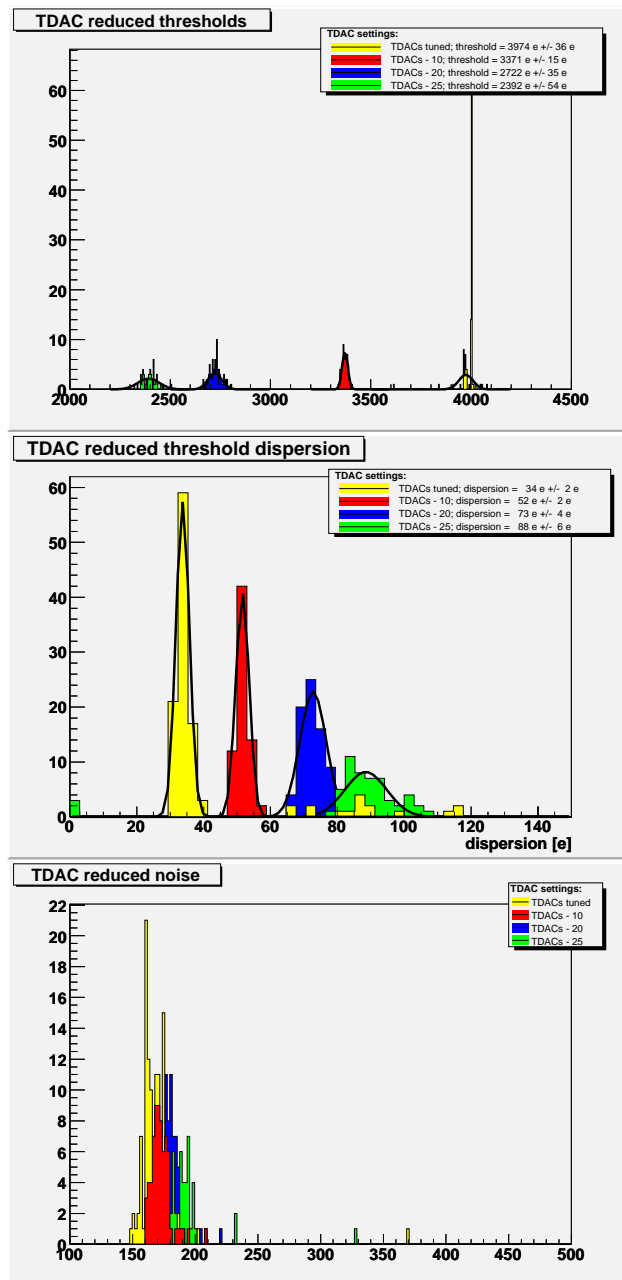 TDAC reduced thresholds
TDAC settings:
TDACs tuned; threshold = 3974 e +/- 36 e
TDACs - 10; threshold = 3371 e +/- 15 e
TDACs - 20; threshold = 2722 e +/- 35 e
TDACs - 25; threshold = 2392 e +/- 54 e
60
50
40
30
20
10
0
2000 2500 3000 3500 4000 4500
TDAC reduced threshold dispersion
TDAC settings:
TDACs tuned; dispersion = 34 e +/- 2 e
TDACs - 10; dispersion = 52 e +/- 2 e
TDACs - 20; dispersion = 73 e +/- 4 e
TDACs - 25; dispersion = 88 e +/- 6 e
60
50
40
30
20
10
0
0 20 40 60 80 100 120 140
dispersion [e]
TDAC reduced noise
TDAC settings:
TDACs tuned
TDACs - 10
TDACs - 20
TDACs - 25
22
20
18
16
14
12
10
8
6
4
2
0
100 150 200 250 300 350 400 450 500